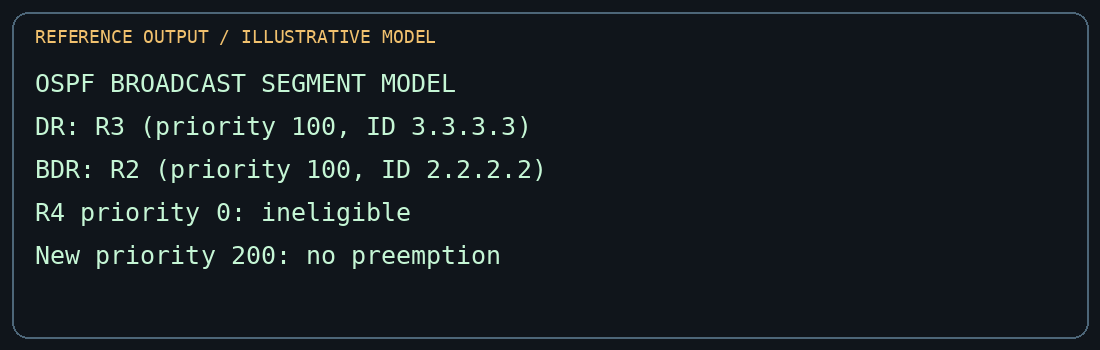 REFERENCE OUTPUT / ILLUSTRATIVE MODEL
OSPF BROADCAST SEGMENT MODEL
DR: R3 (priority 100, ID 3.3.3.3)
BDR: R2 (priority 100, ID 2.2.2.2)
R4 priority 0: ineligible
New priority 200: no preemption